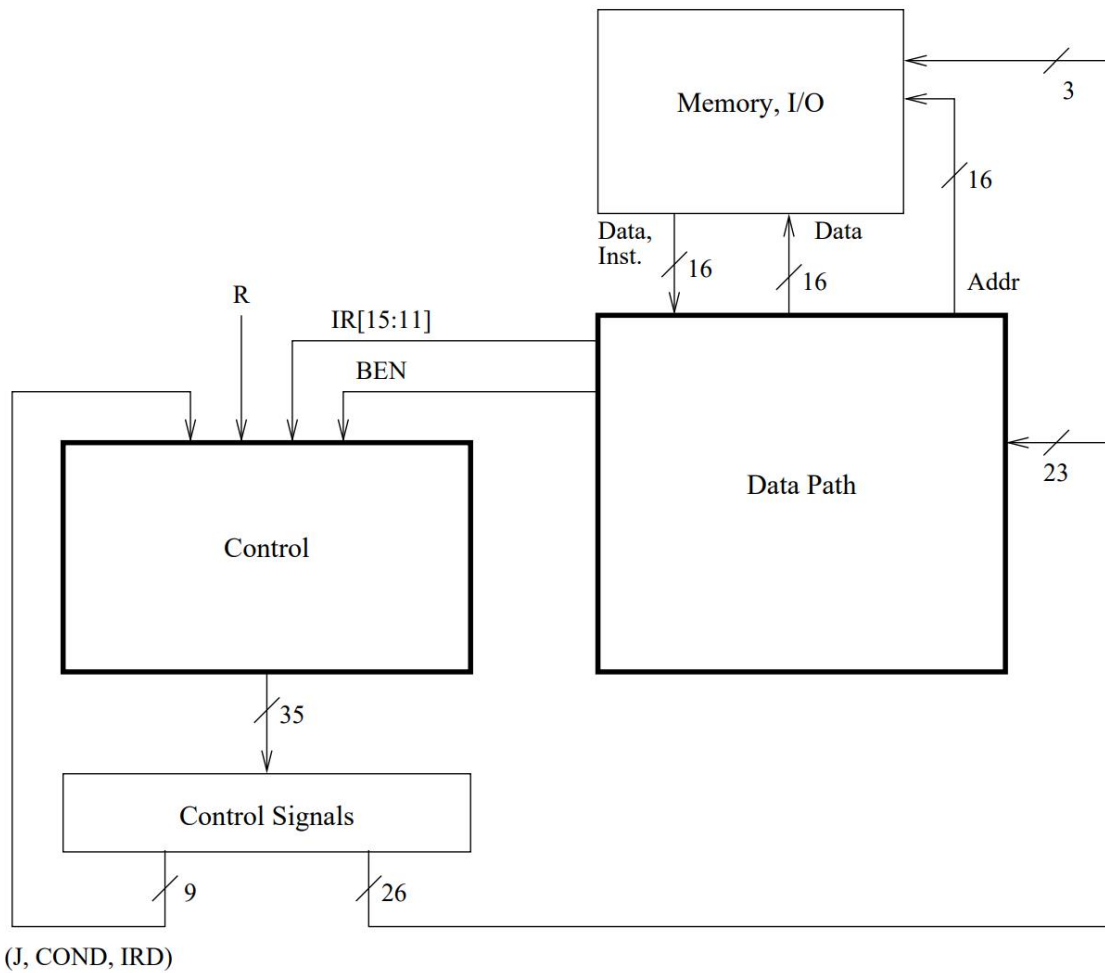 Memory, I/O
3
16
Data,
Inst.
Data
16
16
Addr
R
IR[15:11]
BEN
23
Data Path
Control
35
Control Signals
9
26
(J, COND, IRD)